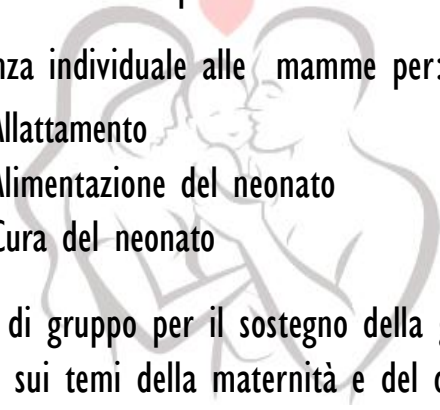 nza individuale alle mamme per:
Allattamento
Alimentazione del neonato
Cura del neonato
di gruppo per il sostegno della
sui temi della maternità e del